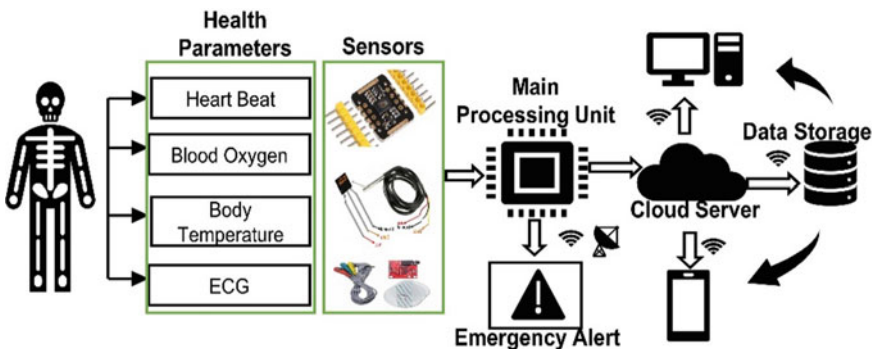 Health
Parameters
Sensors
Heart Beat
Blood Oxygen
Body
Temperature
ECG
Main
Processing Unit
Emergency Alert
Cloud Server
Data Storage